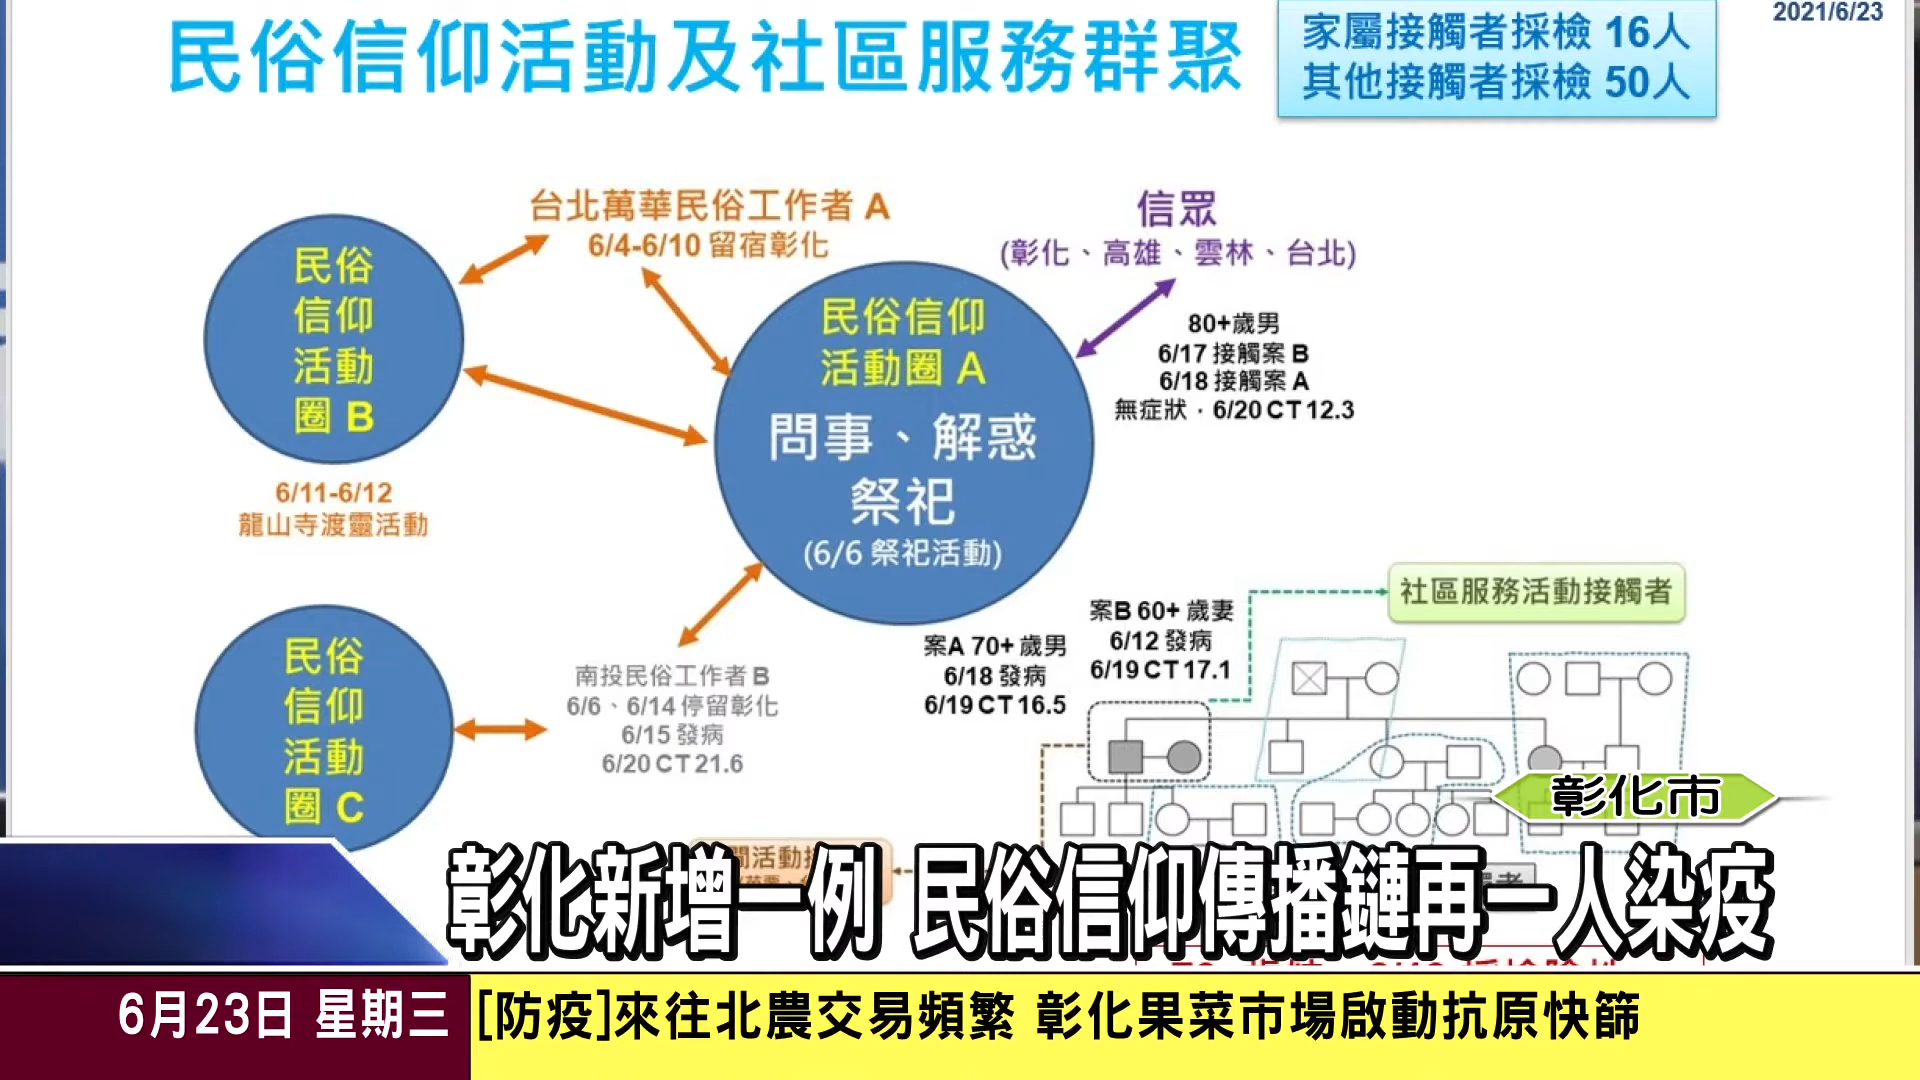 2021/6/23
民俗信仰活動及社區服務群聚
家屬接觸者採檢 16人
其他接觸者採檢 50人
台北萬華民俗工作者 A
6/4-6/10 留宿彰化
信眾
(彰化、高雄、雲林、台北)
民俗
信仰
活動
圈 B
6/11-6/12
龍山寺渡靈活動
民俗信仰
活動圈 A
問事、解惑
祭祀
(6/6 祭祀活動)
80+歲男
6/17 接觸案 B
6/18 接觸案 A
無症狀，6/20 CT 12.3
民俗
信仰
活動
圈 C
南投民俗工作者 B
6/6、6/14 停留彰化
6/15 發病
6/20 CT 21.6
案A 70+ 歲男
6/18 發病
6/19 CT 16.5
案B 60+ 歲妻
6/12 發病
6/19 CT 17.1
社區服務活動接觸者
彰化市
彰化新增一例 民俗信仰傳播鏈再一人染疫
6月23日 星期三
[防疫]來往北農交易頻繁 彰化果菜市場啟動抗原快篩